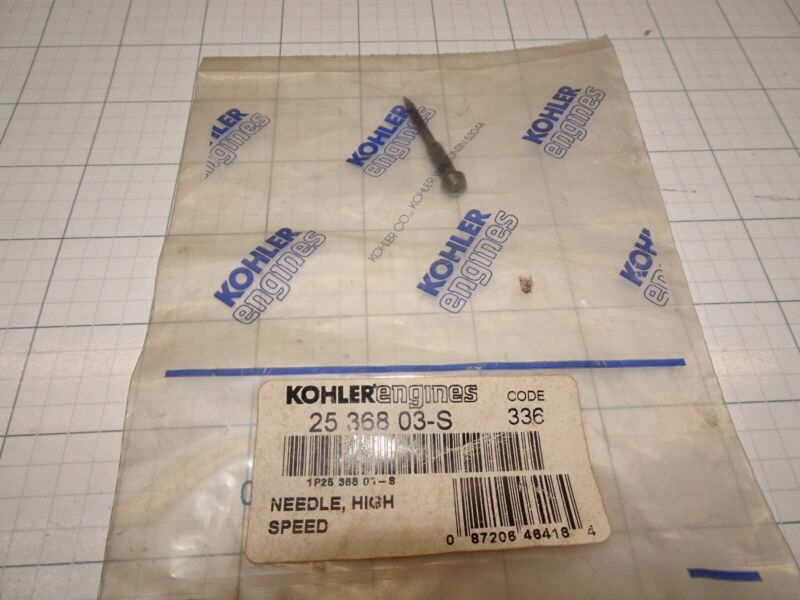 KOHLER
engines
KOHLER
engines
KOHLER
engines
KOHLER CO., KOHLER 53044
KOHLER
engines
KOHLER
engines
KOHLER
engines
KOHLER engines CODE
25 368 03-S 336
NEEDLE, HIGH
SPEED
0 87206 46418 4